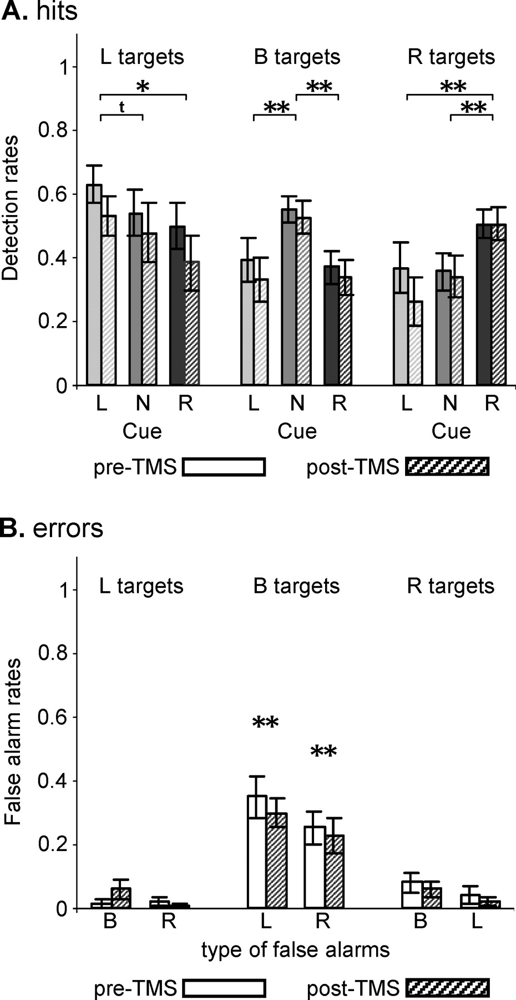 A. hits
L targets B targets R targets
1
* ** **
t ** **
0.8
0.6
0.4
0.2
0
Detection rates
L N R L N R L N R
Cue Cue Cue
pre-TMS post-TMS
B. errors
L targets B targets R targets
1
0.8
0.6
**
**
0.4
0.2
0
False alarm rates
B R L R B L
type of false alarms
pre-TMS post-TMS